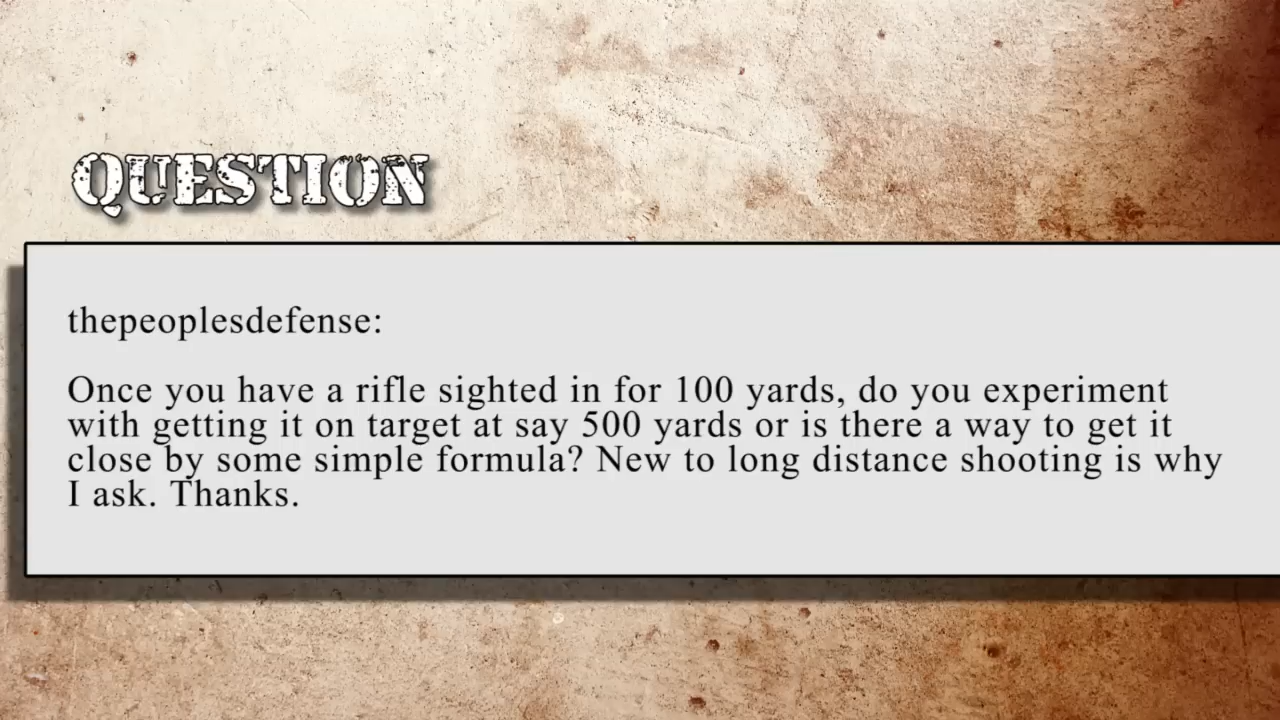 QUESTION
thepeoplesdefense:
Once you have a rifle sighted in for 100 yards, do you experiment
with getting it on target at say 500 yards or is there a way to get it
close by some simple formula? New to long distance shooting is why
I ask. Thanks.